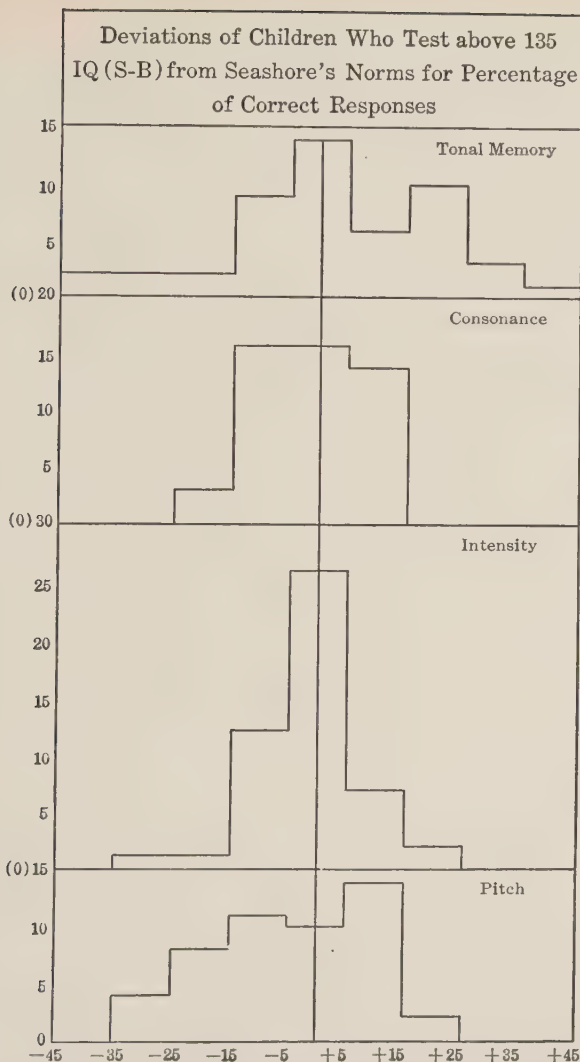 Deviations of Children Who Test above 135
IQ (S-B) from Seashore's Norms for Percentage
of Correct Responses
15
Tonal Memory
10
5
(0) 20
Consonance
15
10
5
(0) 30
Intensity
25
20
15
10
5
(0) 15
Pitch
10
5
0
−45 −35 −25 −15 −5 +5 +15 +25 +35 +45